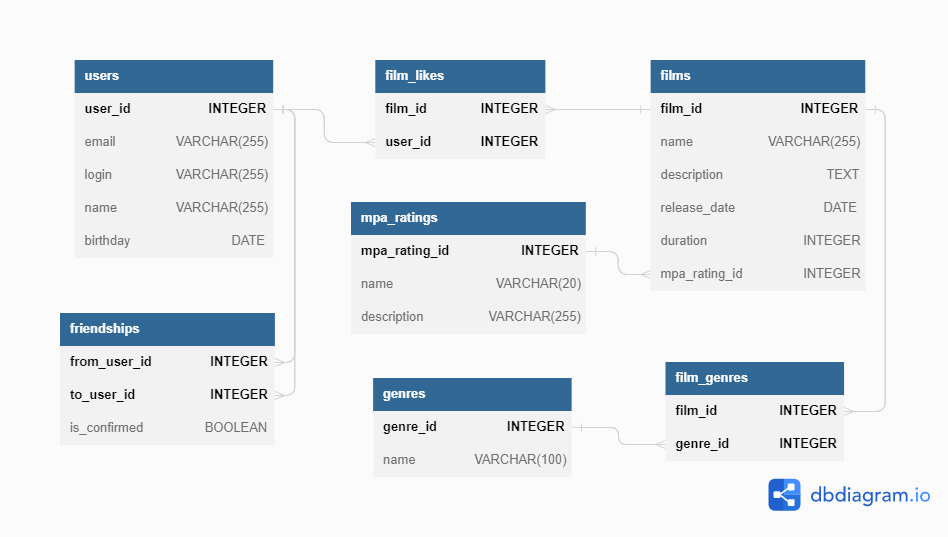 users
user_id INTEGER
email VARCHAR(255)
login VARCHAR(255)
name VARCHAR(255)
birthday DATE
film_likes
film_id INTEGER
user_id INTEGER
films
film_id INTEGER
name VARCHAR(255)
description TEXT
release_date DATE
duration INTEGER
mpa_rating_id INTEGER
mpa_ratings
mpa_rating_id INTEGER
name VARCHAR(20)
description VARCHAR(255)
friendships
from_user_id INTEGER
to_user_id INTEGER
is_confirmed BOOLEAN
genres
genre_id INTEGER
name VARCHAR(100)
film_genres
film_id INTEGER
genre_id INTEGER
dbdiagram.io